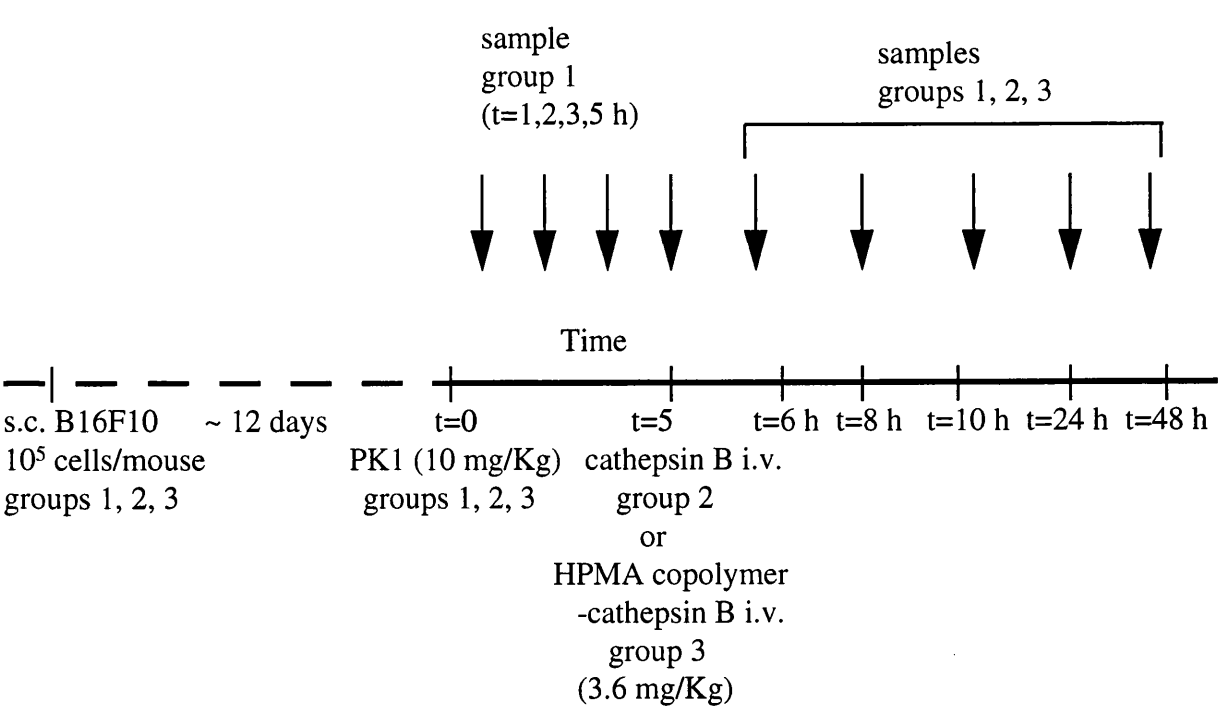 sample
group 1
(t=1,2,3,5 h)
samples
groups 1, 2, 3
Time
s.c. B16F10
~ 12 days
10⁵ cells/mouse
groups 1, 2, 3
t=0
PK1 (10 mg/Kg)
groups 1, 2, 3
t=5
cathepsin B i.v.
group 2
or
HPMA copolymer
-cathepsin B i.v.
group 3
(3.6 mg/Kg)
t=6 h
t=8 h
t=10 h
t=24 h
t=48 h